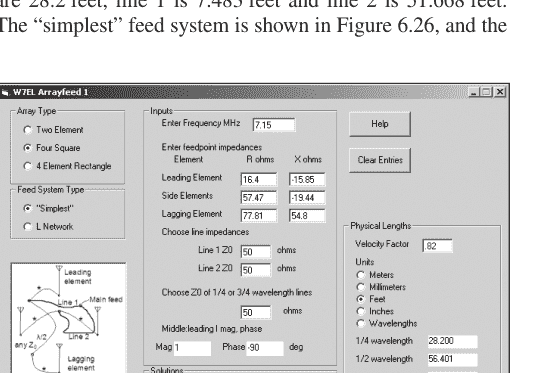 are 28.2 feet, line 1 is 7.485 feet and line 2 is 51.668 feet.
The “simplest” feed system is shown in Figure 6.26, and the
W7EL Arrayfeed 1
Array Type
Two Element
Four Square
4 Element Rectangle
Feed System Type
"Simplest"
L Network
Leading element
Line 1
Main feed
λ/2
Line 2
any Z₀
Lagging element
Inputs
Enter Frequency MHz 7.15
Enter feedpoint impedances
Element R ohms X ohms
Leading Element 16.4 -15.85
Side Elements 57.47 -19.44
Lagging Element 77.81 54.8
Choose line impedances
Line 1 Z0 50 ohms
Line 2 Z0 50 ohms
Choose Z0 of 1/4 or 3/4 wavelength lines
50 ohms
Middle:leading I mag, phase
Mag 1 Phase -90 deg
Solutions
Help
Clear Entries
Physical Lengths
Velocity Factor .82
Units
Meters
Millimeters
Feet
Inches
Wavelengths
1/4 wavelength 28.200
1/2 wavelength 56.401